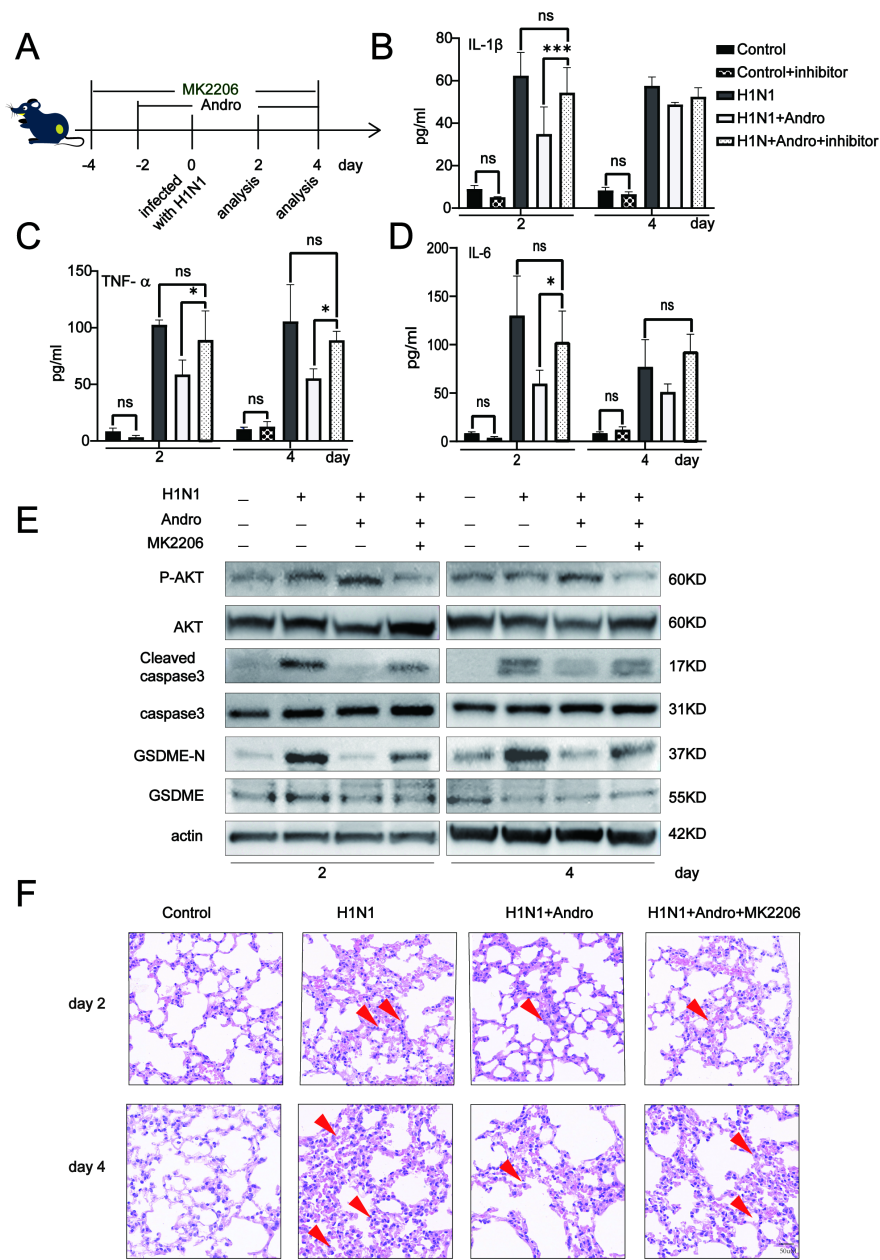 A
MK2206
Andro
-4 -2 0 2 4 day
infected
with H1N1
analysis
analysis
B
IL-1β
pg/ml
80
60
40
20
0
ns
ns
***
ns
2 4 day
Control
Control+inhibitor
H1N1
H1N1+Andro
H1N+Andro+inhibitor
C
TNF- α
pg/ml
150
100
50
0
ns
ns
*
ns
ns
*
2 4 day
D
IL-6
pg/ml
200
150
100
50
0
ns
ns
*
ns
ns
2 4 day
E
H1N1 – + + + – + + +
Andro – – + + – – + +
MK2206 – – – + – – – +
P-AKT 60KD
AKT 60KD
Cleaved
caspase3 17KD
caspase3 31KD
GSDME-N 37KD
GSDME 55KD
actin 42KD
2 4 day
F
Control H1N1 H1N1+Andro H1N1+Andro+MK2206
day 2
day 4